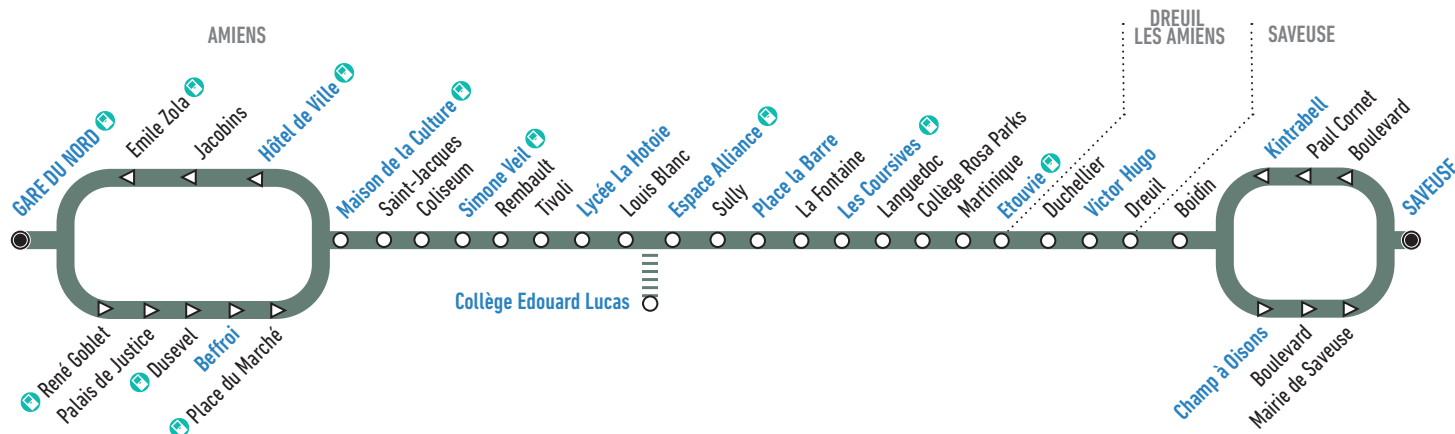 AMIENS
DREUIL
LES AMIENS
SAVEUSE
GARE DU NORD
Emile Zola
Jacobins
Hôtel de Ville
Maison de la Culture
Saint-Jacques
Coliseum
Simone Veil
Rembault
Tivoli
Lycée La Hotoie
Louis Blanc
Espace Alliance
Sully
Place la Barre
La Fontaine
Les Coursives
Languedoc
Collège Rosa Parks
Martinique
Etouvie
Duchellier
Victor Hugo
Dreuil
Boidin
Kintrabell
Paul Cornet
Boulevard
SAVEUSE
René Goblet
Palais de Justice
Dusevel
Beffroi
Place du Marché
Collège Edouard Lucas
Champ à Oisons
Boulevard
Mairie de Saveuse